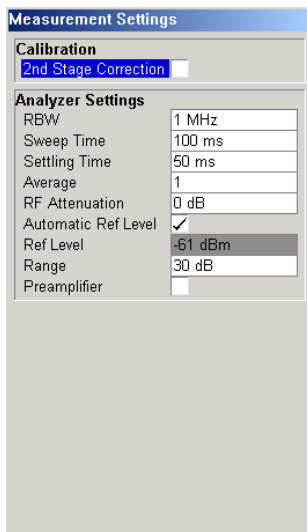 Measurement Settings
Calibration
2nd Stage Correction
Analyzer Settings
RBW 1 MHz
Sweep Time 100 ms
Settling Time 50 ms
Average 1
RF Attenuation 0 dB
Automatic Ref Level
Ref Level -61 dBm
Range 30 dB
Preamplifier